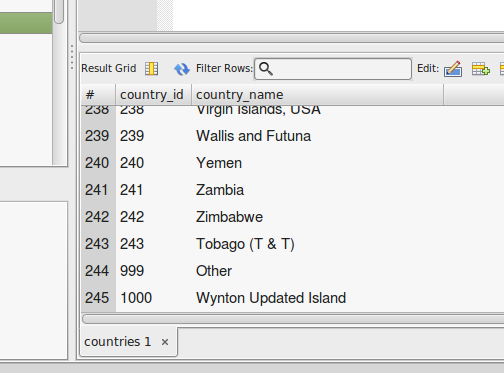 Result Grid Filter Rows: Edit:
# country_id country_name
238 238 Virgin Islands, USA
239 239 Wallis and Futuna
240 240 Yemen
241 241 Zambia
242 242 Zimbabwe
243 243 Tobago (T & T)
244 999 Other
245 1000 Wynton Updated Island
countries 1 ×